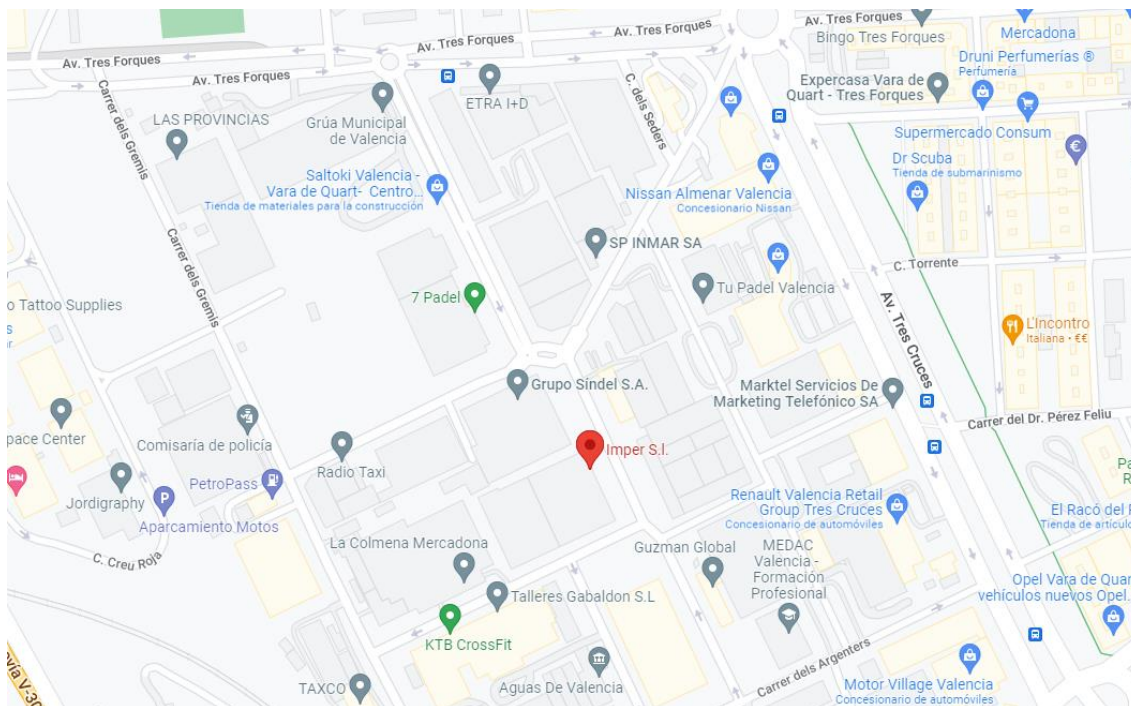 Av. Tres Forques
Mercadona
Bingo Tres Forques
Av. Tres Forques
Av. Tres Forques
Druni Perfumerías ®
Perfumería
Av. Tres Forques
Av. Tres Forques
C. dels Seders
Expercasa Vara de
Quart - Tres Forques
ETRA I+D
Carrer dels Gremis
LAS PROVINCIAS
Grúa Municipal
de Valencia
Supermercado Consum
Dr Scuba
Tienda de submarinismo
Saltoki Valencia -
Vara de Quart- Centro...
Tienda de materiales para la construcción
Nissan Almenar Valencia
Concesionario Nissan
SP INMAR SA
Carrer dels Gremis
C. Torrente
Tu Padel Valencia
7 Padel
o Tattoo Supplies
Av. Tres Cruces
L'Incontro
Italiana • €€
Grupo Síndel S.A.
Marktel Servicios De
Marketing Telefónico SA
Carrer del Dr. Pérez Feliu
pace Center
Comisaría de policía
Imper S.l.
Radio Taxi
Pa
R
PetroPass
Jordigraphy
P
Aparcamiento Motos
Renault Valencia Retail
Group Tres Cruces
Concesionario de automóviles
El Racó del
Tienda de artícul
La Colmena Mercadona
Guzman Global
MEDAC
Valencia -
Formación
Profesional
C. Creu Roja
Talleres Gabaldon S.L
Opel Vara de Quar
vehículos nuevos Opel...
KTB CrossFit
Carrer dels Argenters
ovía V-30
TAXCO
Aguas De Valencia
Motor Village Valencia
Concesionario de automóviles